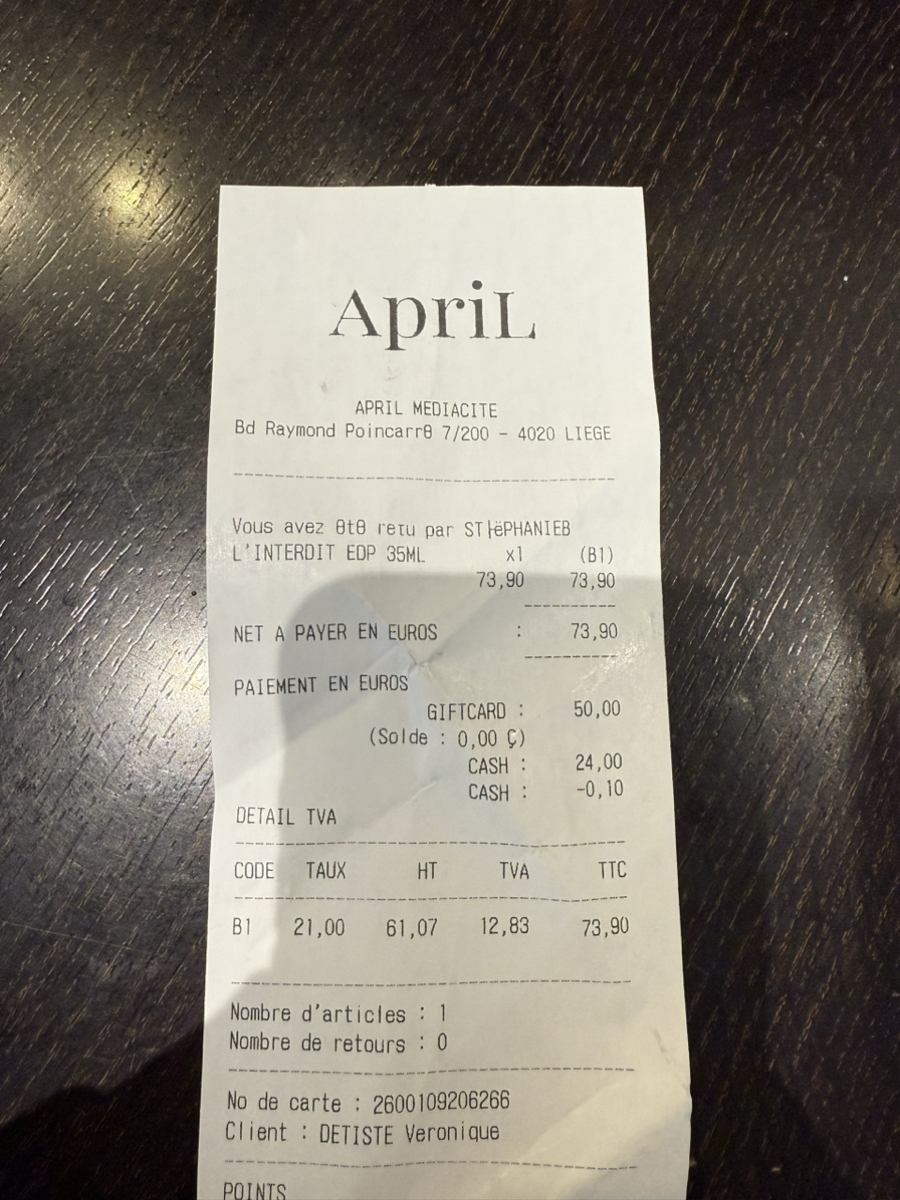 ApriL
APRIL MEDIACITE
Bd Raymond Poincarrθ 7/200 - 4020 LIEGE
Vous avez θtθ retu par STHëPHANIEB
L'INTERDIT EDP 35ML x1 (B1)
73,90 73,90
NET A PAYER EN EUROS : 73,90
PAIEMENT EN EUROS
GIFTCARD : 50,00
(Solde : 0,00 Ç)
CASH : 24,00
CASH : -0,10
DETAIL TVA
CODE TAUX HT TVA TTC
B1 21,00 61,07 12,83 73,90
Nombre d'articles : 1
Nombre de retours : 0
No de carte : 2600109206266
Client : DETISTE Veronique
POINTS